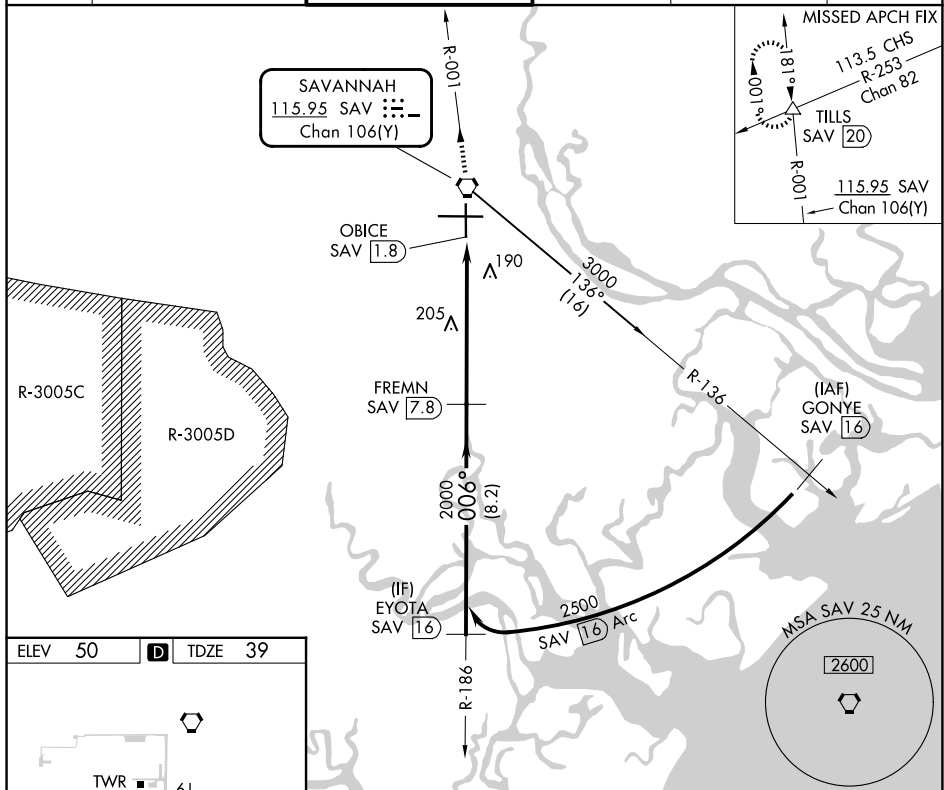 MISSED APCH FIX
181°
001°
113.5 CHS
R-253
Chan 82
TILLS
SAV 20
R-001
115.95 SAV
Chan 106(Y)
R-001
SAVANNAH
115.95 SAV
Chan 106(Y)
OBICE
SAV 1.8
190
205
3000
136°
(16)
R-136
(IAF)
GONYE
SAV 16
FREMN
SAV 7.8
R-3005C
R-3005D
2000
006°
(8.2)
(IF)
EYOTA
SAV 16
2500
SAV 16 Arc
R-186
MSA SAV 25 NM
2600
ELEV 50
D
TDZE 39
TWR